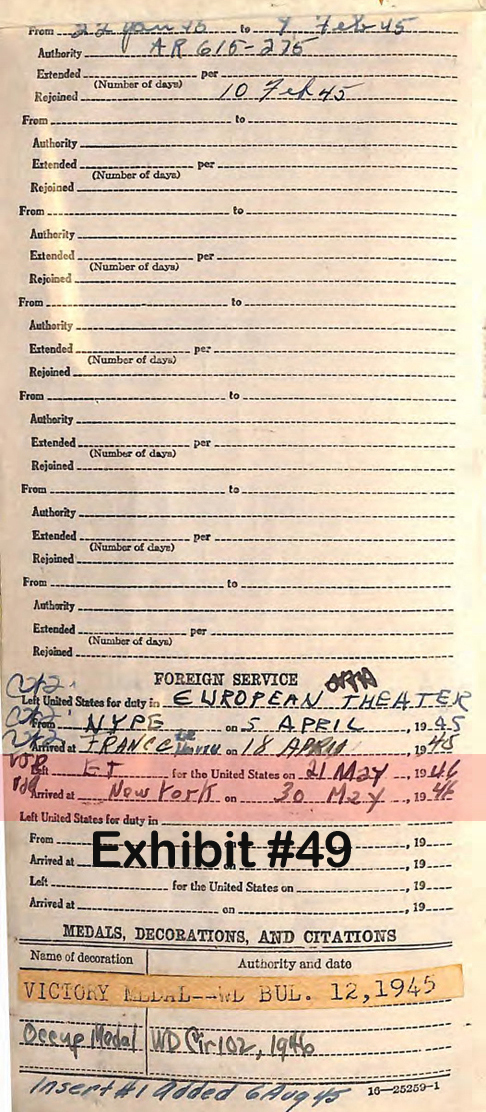 From 22 Jan 45 to 9 Feb 45
Authority AR 615-275
Extended per
(Number of days)
Rejoined 10 Feb 45
From to
Authority
Extended per
(Number of days)
Rejoined
From to
Authority
Extended per
(Number of days)
Rejoined
From to
Authority
Extended per
(Number of days)
Rejoined
From to
Authority
Extended per
(Number of days)
Rejoined
From to
Authority
Extended per
(Number of days)
Rejoined
From to
Authority
Extended per
(Number of days)
Rejoined
FOREIGN SERVICE
Left United States for duty in EUROPEAN THEATER
From NYPE on 5 APRIL, 1945
Arrived at FRANCE on 18 APRIL, 1945
Left ET for the United States on 21 May, 1946
Arrived at New York on 30 May, 1946
Left United States for duty in
From on, 19
Exhibit #49
Arrived at on, 19
Left for the United States on, 19
Arrived at on, 19
MEDALS, DECORATIONS, AND CITATIONS
Name of decoration Authority and date
VICTORY MEDAL--WD BUL. 12,1945
Occup Medal WD Cir 102, 1946
Insert #1 Added 6 Aug 45 16—25259-1